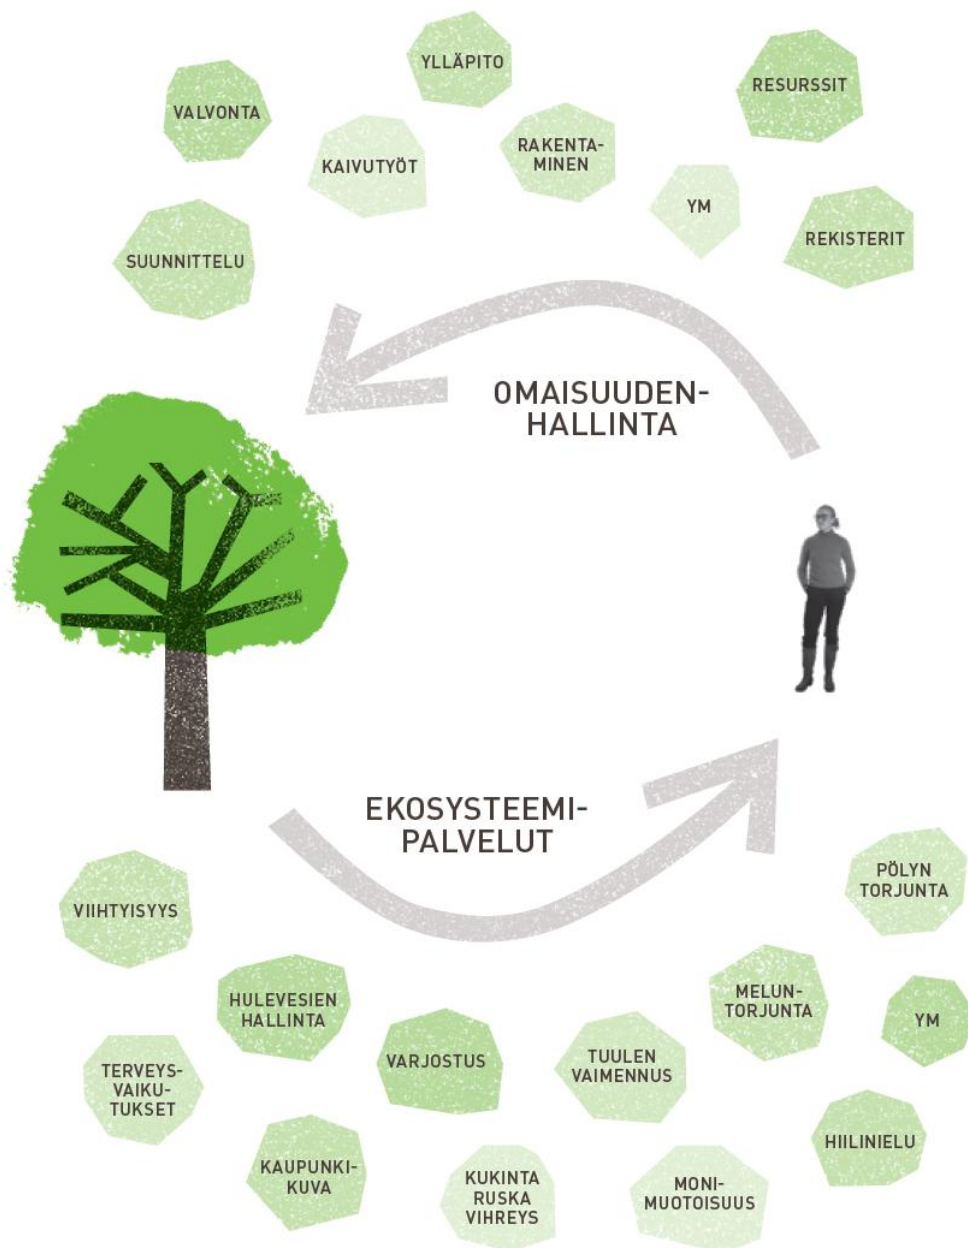 YLLÄPITO
RESURSSIT
VALVONTA
KAIVUTYÖT
RAKENTA-
MINEN
YM
SUUNNITTELU
REKISTERIT
OMAISUUDEN-
HALLINTA
EKOSYSTEEMI-
PALVELUT
PÖLYN
TORJUNTA
VIIHTYISYYS
HULEVESIEN
HALLINTA
MELUN-
TORJUNTA
YM
VARJOSTUS
TUULEN
VAIMENNUS
TERVEYS-
VAIKU-
TUKSET
HIILINIELU
KAUPUNKI-
KUVA
KUKINTA
RUSKA
VIHREYS
MONI-
MUOTOISUUS